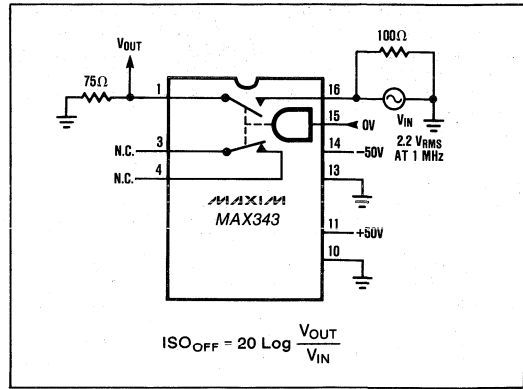 VOUT
75Ω
1
3
N.C.
4
N.C.
MAXIM
MAX343
100Ω
16
VIN
15
0V
2.2 VRMS
AT 1 MHz
14
-50V
13
11
+50V
10
ISOOFF = 20 Log VOUT
VIN